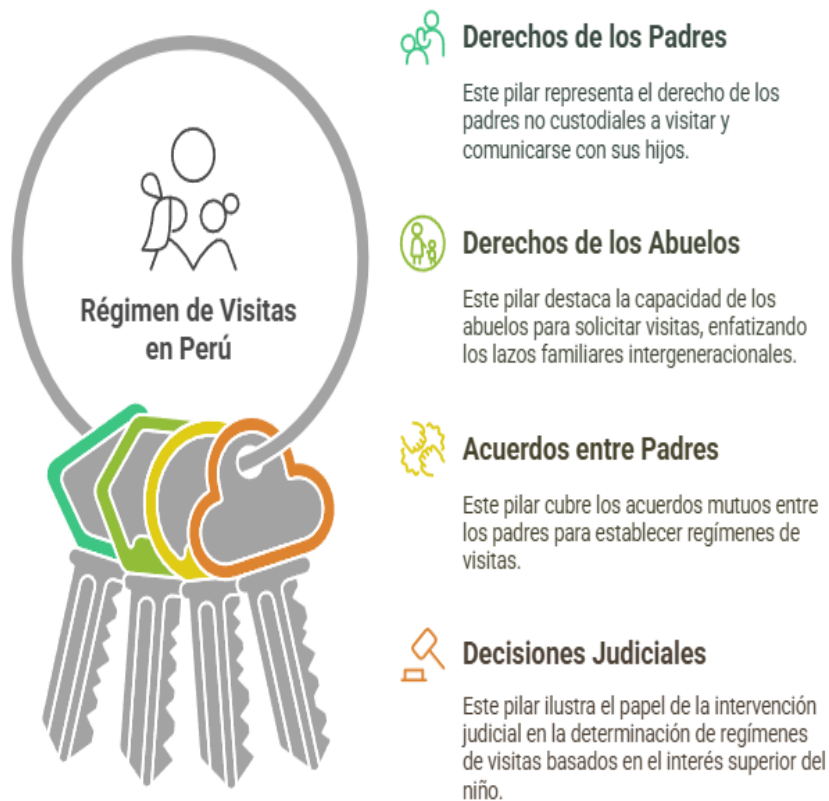 Régimen de Visitas
en Perú
Derechos de los Padres
Este pilar representa el derecho de los
padres no custodiales a visitar y
comunicarse con sus hijos.
Derechos de los Abuelos
Este pilar destaca la capacidad de los
abuelos para solicitar visitas, enfatizando
los lazos familiares intergeneracionales.
Acuerdos entre Padres
Este pilar cubre los acuerdos mutuos entre
los padres para establecer regímenes de
visitas.
Decisiones Judiciales
Este pilar ilustra el papel de la intervención
judicial en la determinación de regímenes
de visitas basados en el interés superior del
niño.